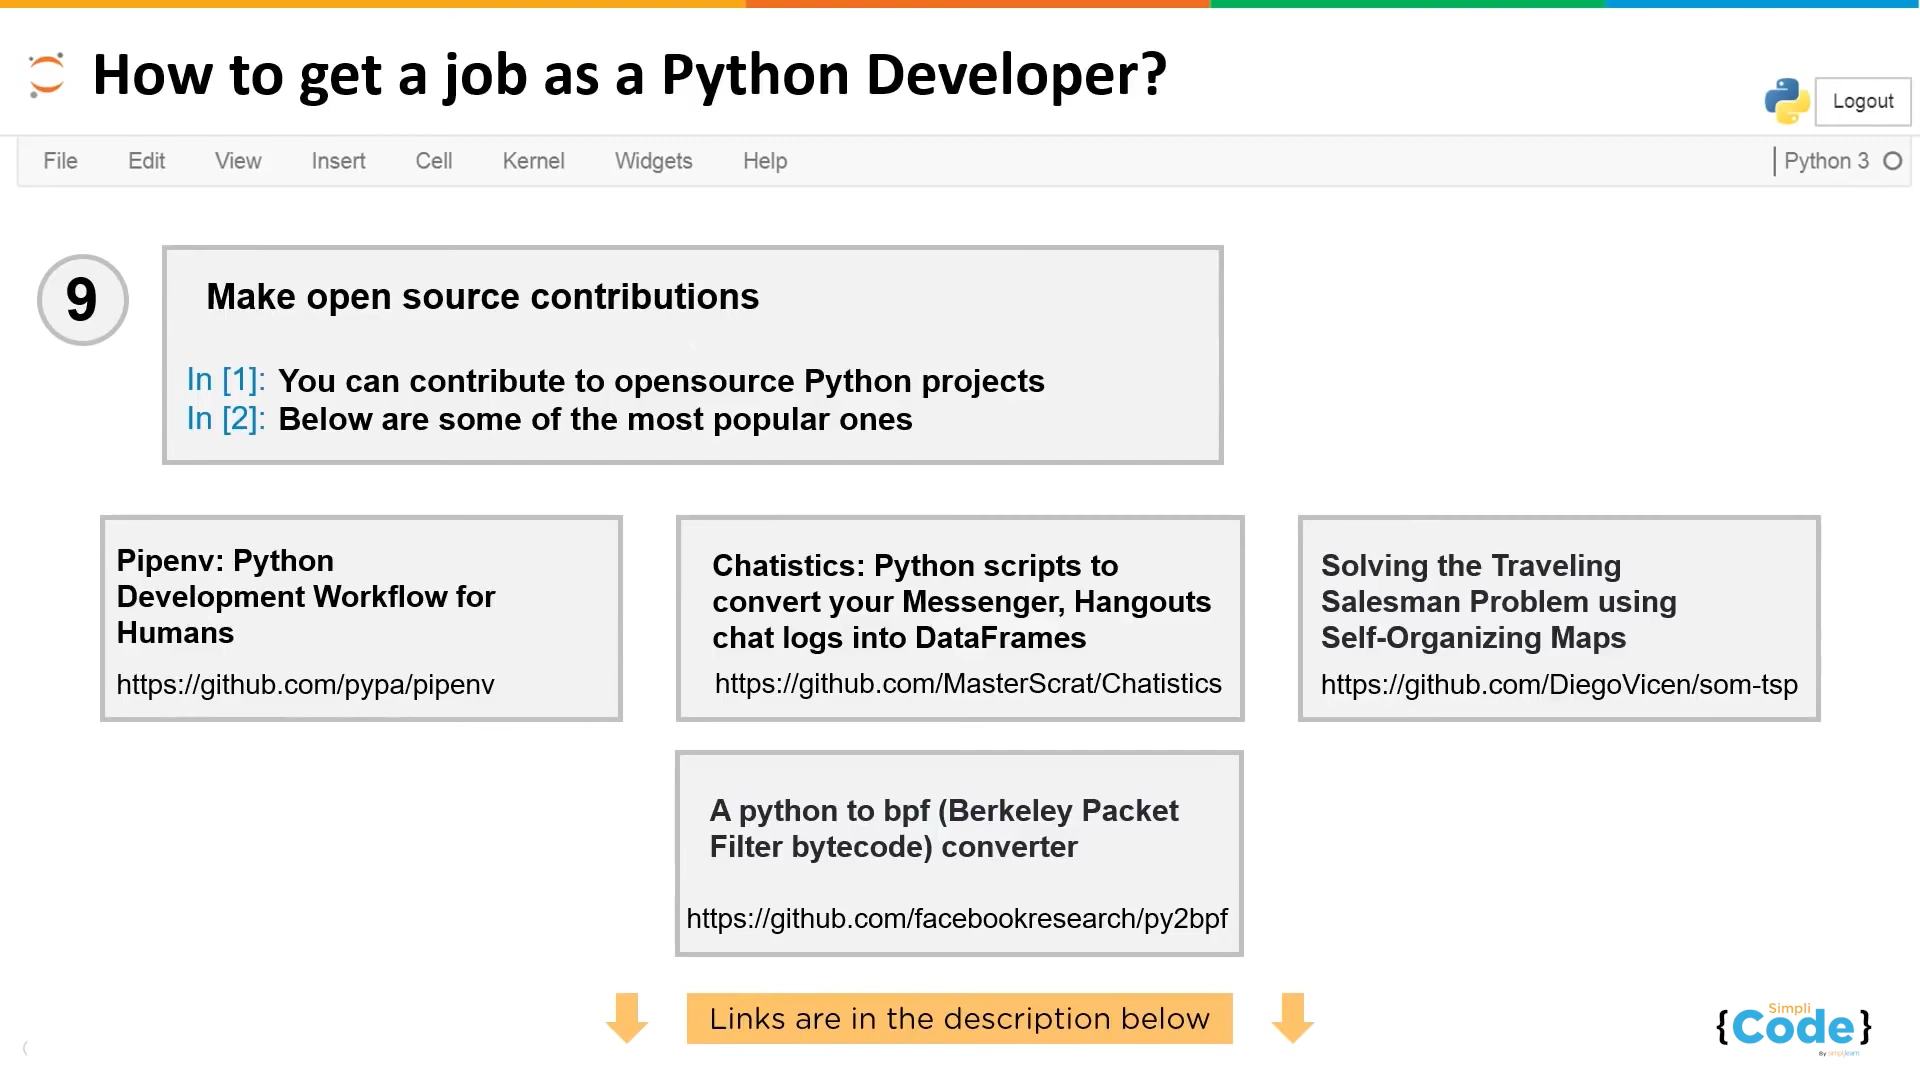 How to get a job as a Python Developer?
Logout
File Edit View Insert Cell Kernel Widgets Help
Python 3
9
Make open source contributions
In [1]: You can contribute to opensource Python projects
In [2]: Below are some of the most popular ones
Pipenv: Python
Development Workflow for
Humans
https://github.com/pypa/pipenv
Chatistics: Python scripts to
convert your Messenger, Hangouts
chat logs into DataFrames
https://github.com/MasterScrat/Chatistics
Solving the Traveling
Salesman Problem using
Self-Organizing Maps
https://github.com/DiegoVicen/som-tsp
A python to bpf (Berkeley Packet
Filter bytecode) converter
https://github.com/facebookresearch/py2bpf
Links are in the description below
Simpli
{Code}
By simplilearn